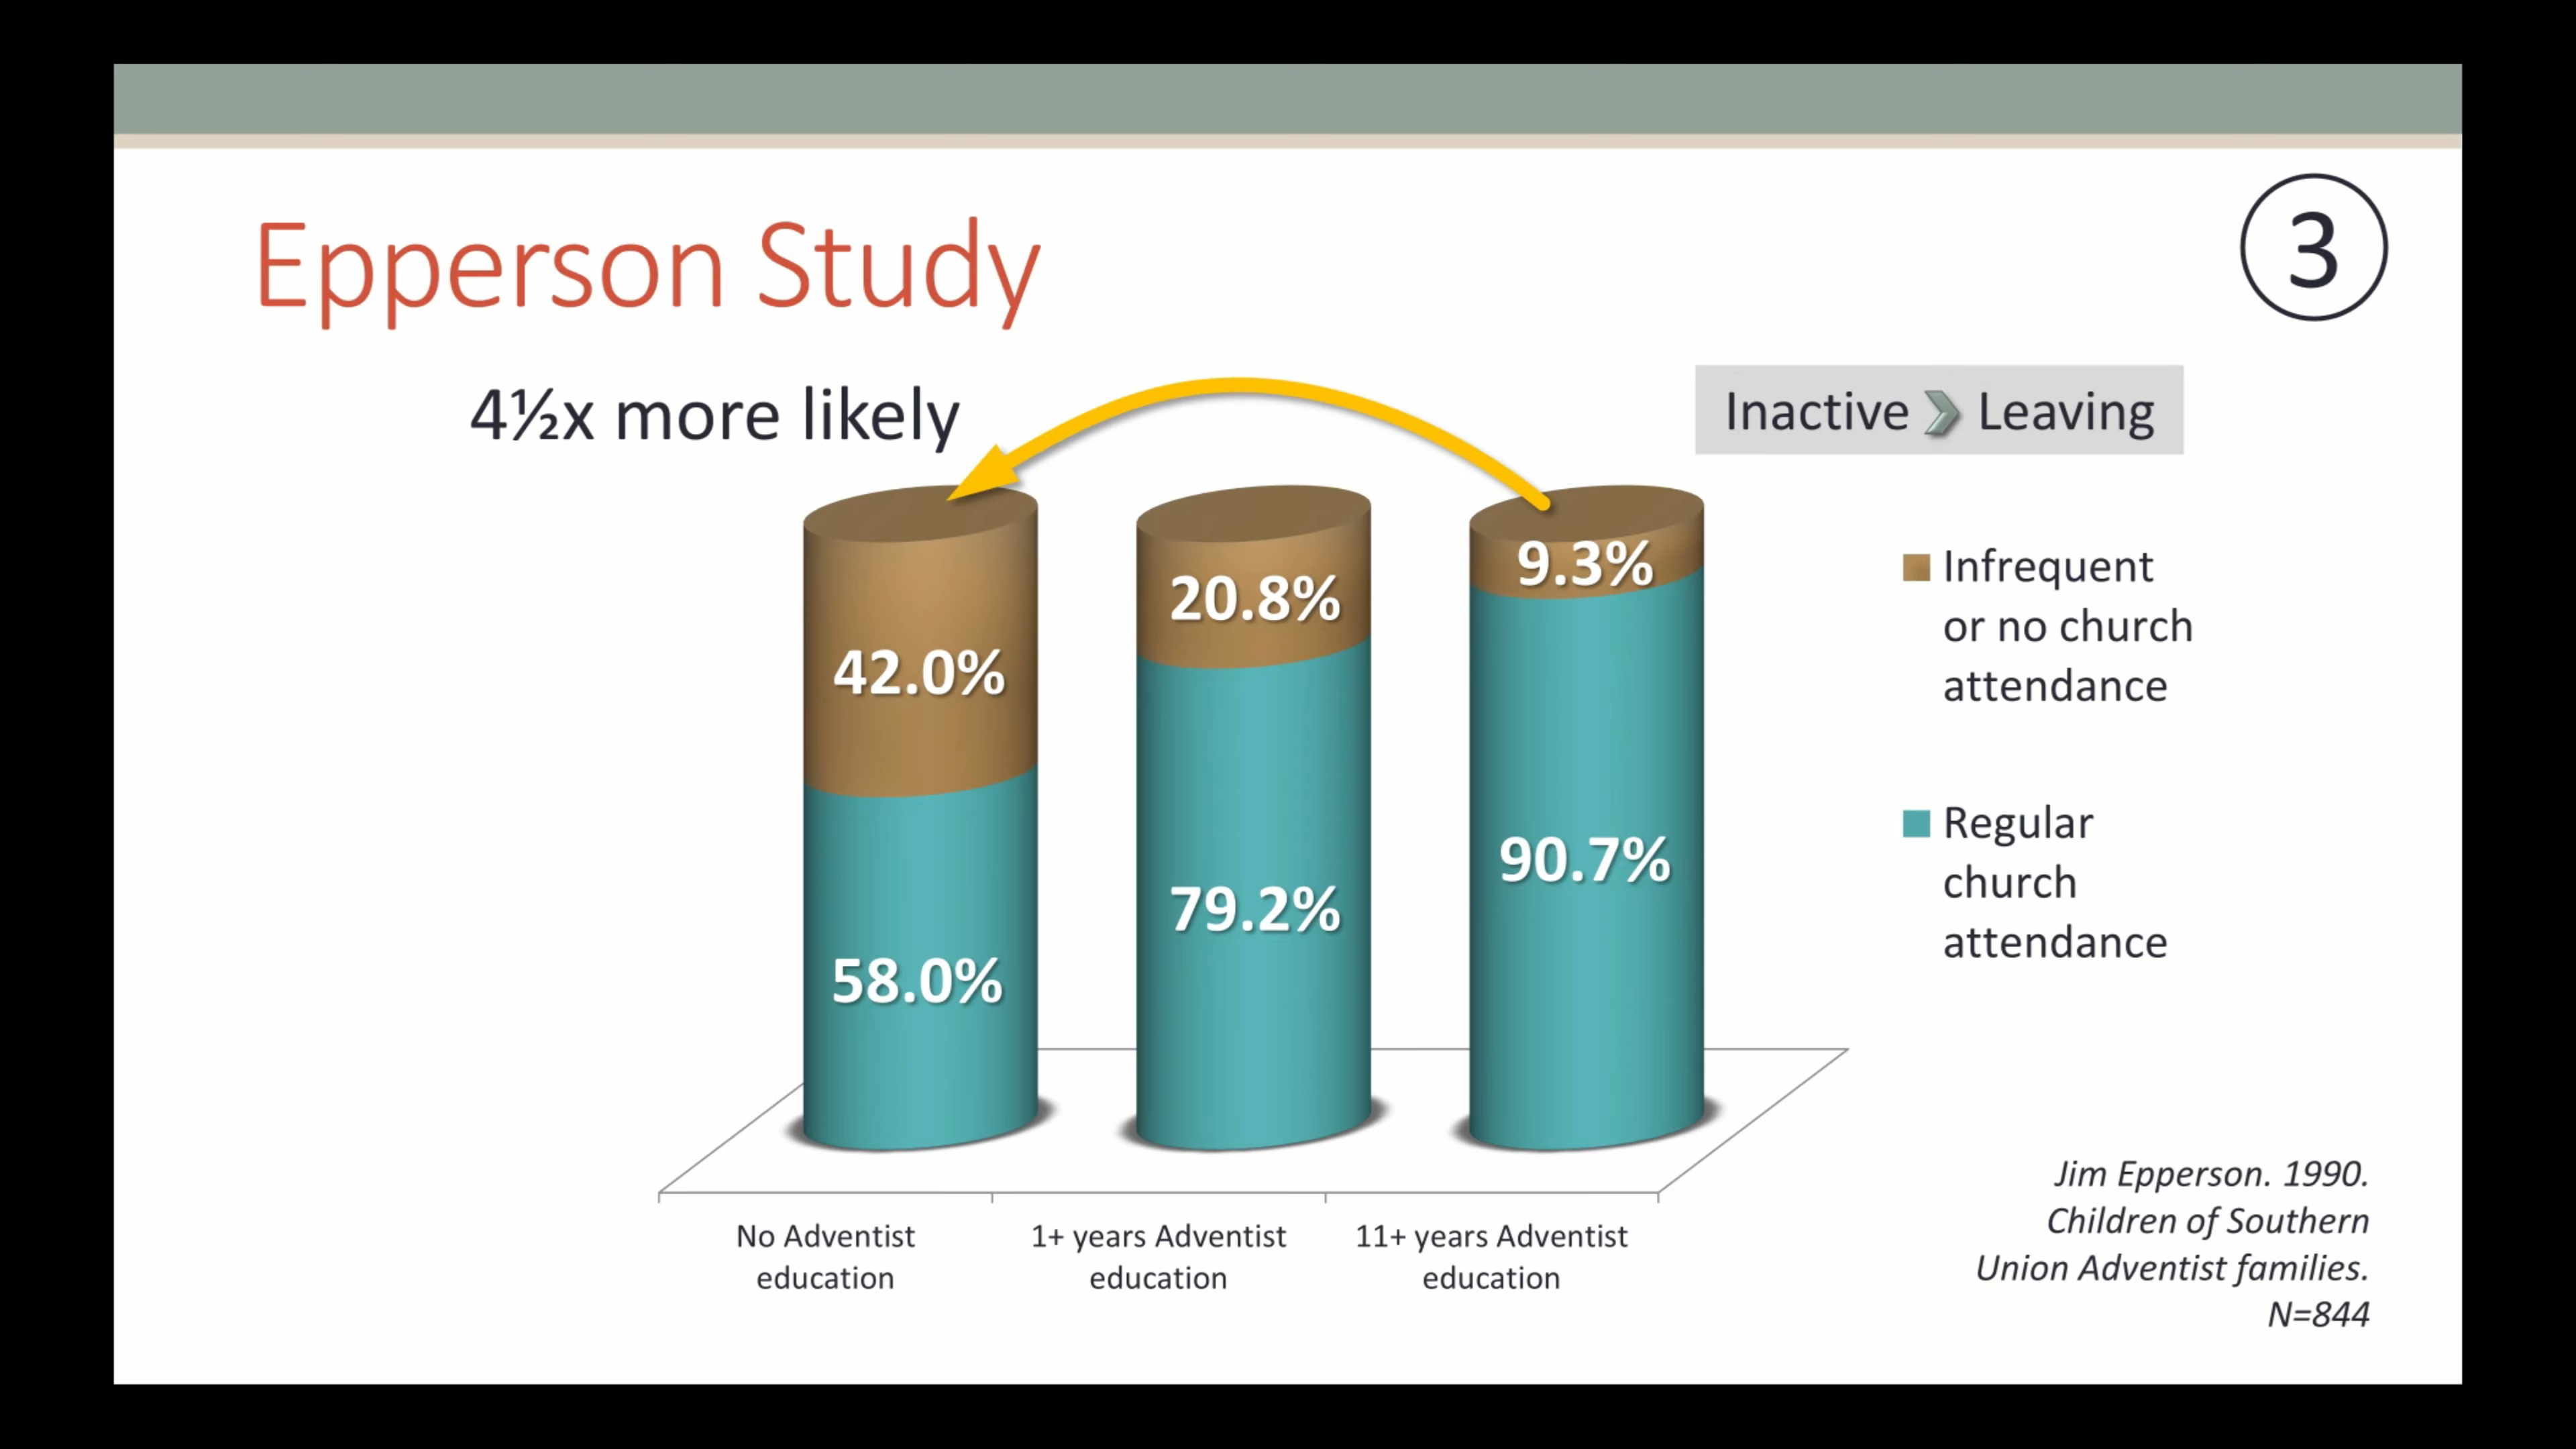 Epperson Study
3
4½x more likely
Inactive Leaving
42.0%
20.8%
9.3%
58.0%
79.2%
90.7%
Infrequent
or no church
attendance
Regular
church
attendance
No Adventist
education
1+ years Adventist
education
11+ years Adventist
education
Jim Epperson. 1990.
Children of Southern
Union Adventist families.
N=844